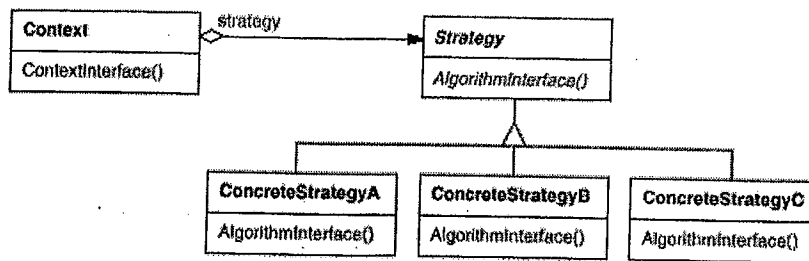 strategy
Context
Strategy
ContextInterface()
AlgorithmInterface()
ConcreteStrategyA
ConcreteStrategyB
ConcreteStrategyC
AlgorithmInterface()
AlgorithmInterface()
AlgorithmInterface()